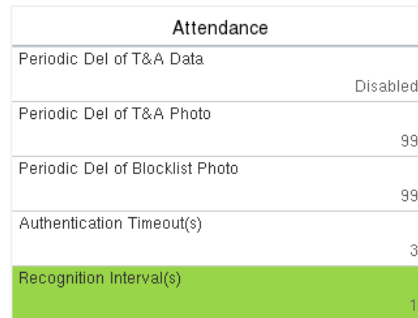 Attendance
Periodic Del of T&A Data
Disabled
Periodic Del of T&A Photo
99
Periodic Del of Blocklist Photo
99
Authentication Timeout(s)
3
Recognition Interval(s)
1